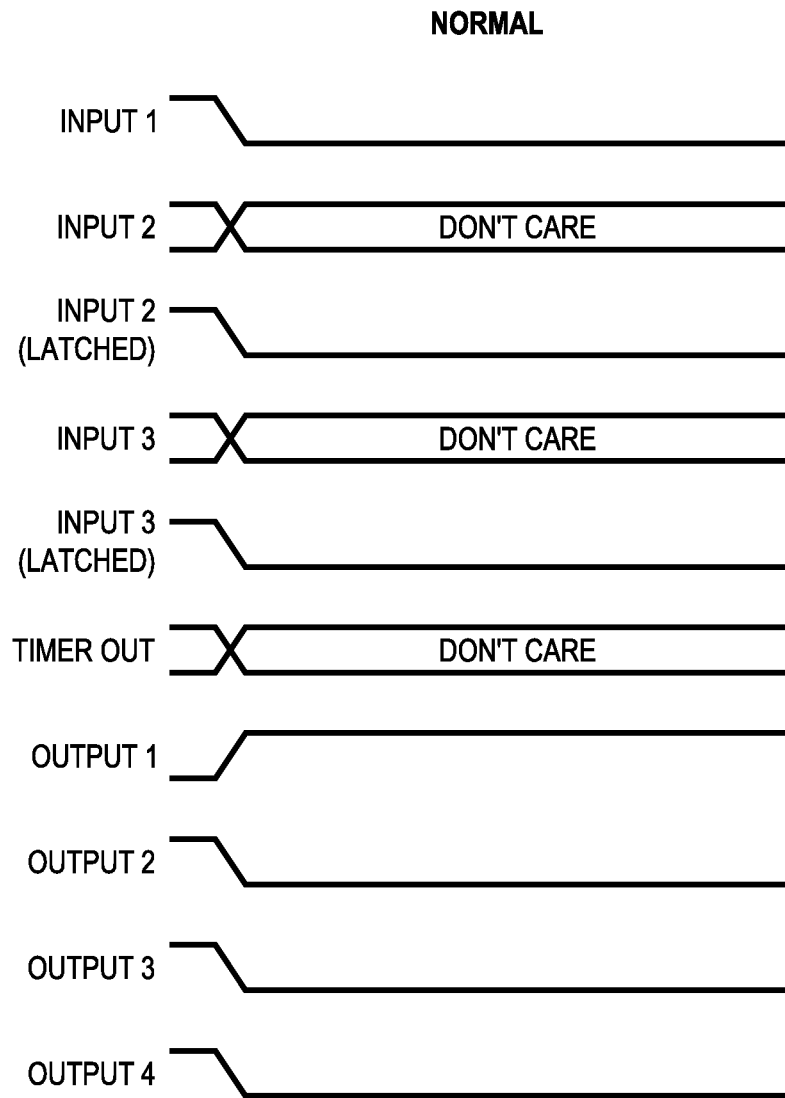 NORMAL
INPUT 1
INPUT 2
DON'T CARE
INPUT 2
(LATCHED)
INPUT 3
DON'T CARE
INPUT 3
(LATCHED)
TIMER OUT
DON'T CARE
OUTPUT 1
OUTPUT 2
OUTPUT 3
OUTPUT 4